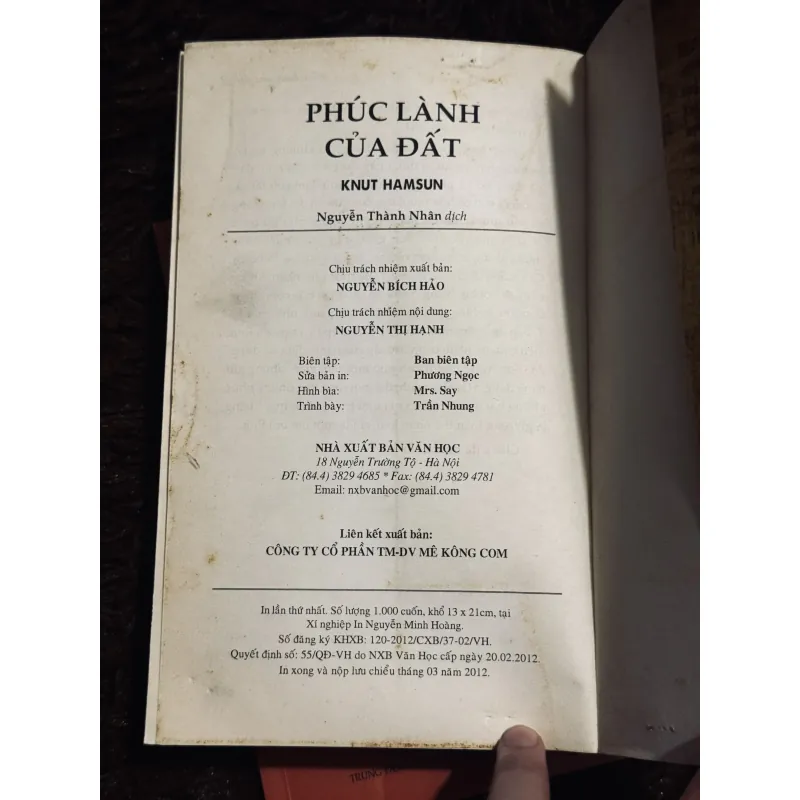 PHÚC LÀNH
CỦA ĐẤT
KNUT HAMSUN
Nguyễn Thành Nhân dịch
Chịu trách nhiệm xuất bản:
NGUYỄN BÍCH HẢO
Chịu trách nhiệm nội dung:
NGUYỄN THỊ HẠNH
Biên tập: Ban biên tập
Sửa bản in: Phương Ngọc
Hình bìa: Mrs. Say
Trình bày: Trần Nhung
NHÀ XUẤT BẢN VĂN HỌC
18 Nguyễn Trường Tộ - Hà Nội
ĐT: (84.4) 3829 4685 * Fax: (84.4) 3829 4781
Email: nxbvanhoc@gmail.com
Liên kết xuất bản:
CÔNG TY CỔ PHẦN TM-DV MÊ KÔNG COM
In lần thứ nhất. Số lượng 1.000 cuốn, khổ 13 x 21cm, tại
Xí nghiệp In Nguyễn Minh Hoàng.
Số đăng ký KHXB: 120-2012/CXB/37-02/VH.
Quyết định số: 55/QĐ-VH do NXB Văn Học cấp ngày 20.02.2012.
In xong và nộp lưu chiểu tháng 03 năm 2012.